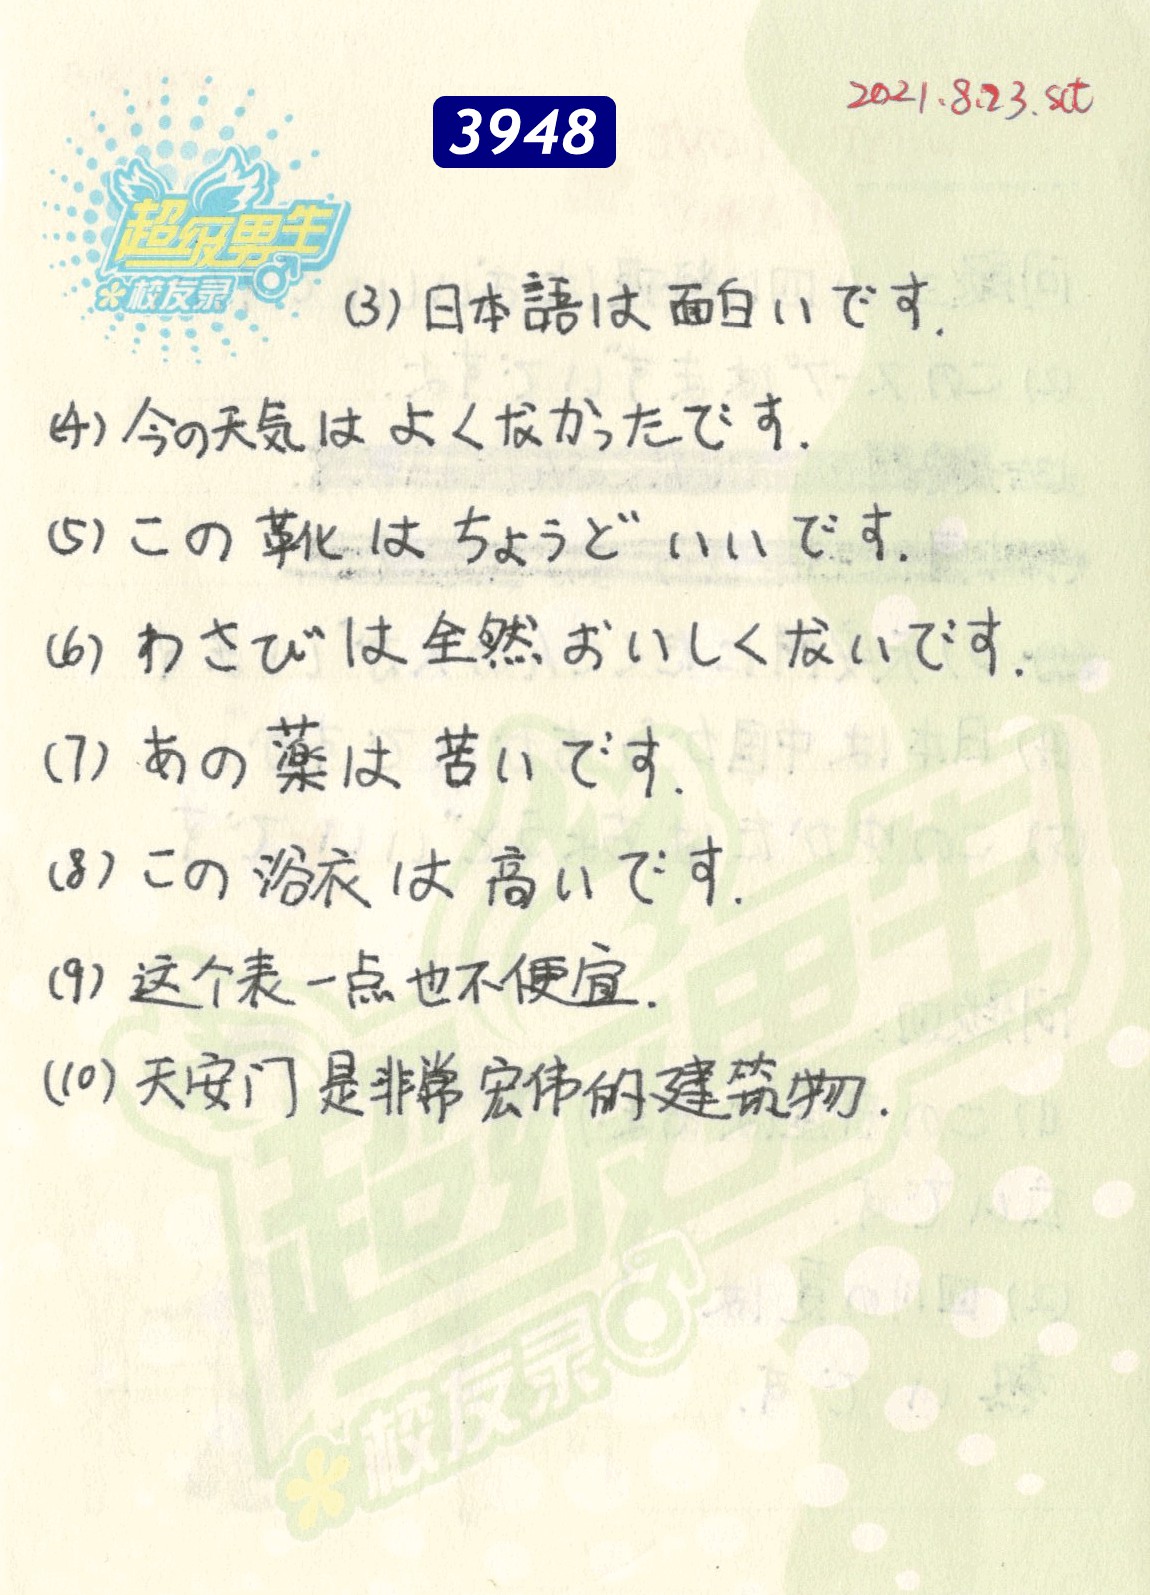 2021.8.23.sct
3948
超级男生
校友录
(3) 日本語は 面白いです.
(4) 今の天気は よくなかったです.
(5) この 靴は ちょうど いいです.
(6) わさびは 全然 おいしくないです.
(7) あの 薬は 苦いです.
(8) この 浴衣は 高いです.
(9) 这个表一点也不便宜.
(10) 天安门 是非常 宏伟的建筑物.
超级男生
校友录